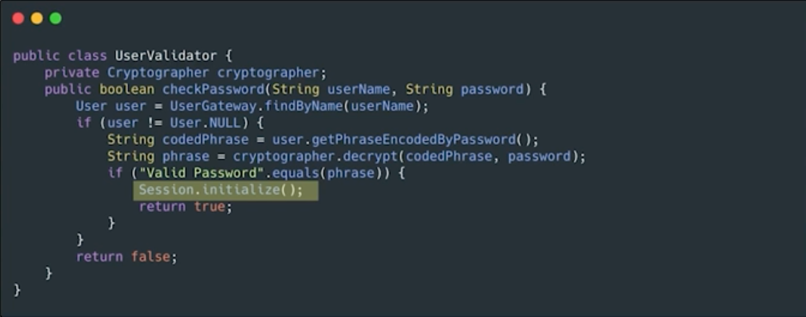 public class UserValidator {
    private Cryptographer cryptographer;
    public boolean checkPassword(String userName, String password) {
        User user = UserGateway.findByName(userName);
        if (user != User.NULL) {
            String codedPhrase = user.getPhraseEncodedByPassword();
            String phrase = cryptographer.decrypt(codedPhrase, password);
            if ("Valid Password".equals(phrase)) {
                Session.initialize();
                return true;
            }
        }
        return false;
    }
}